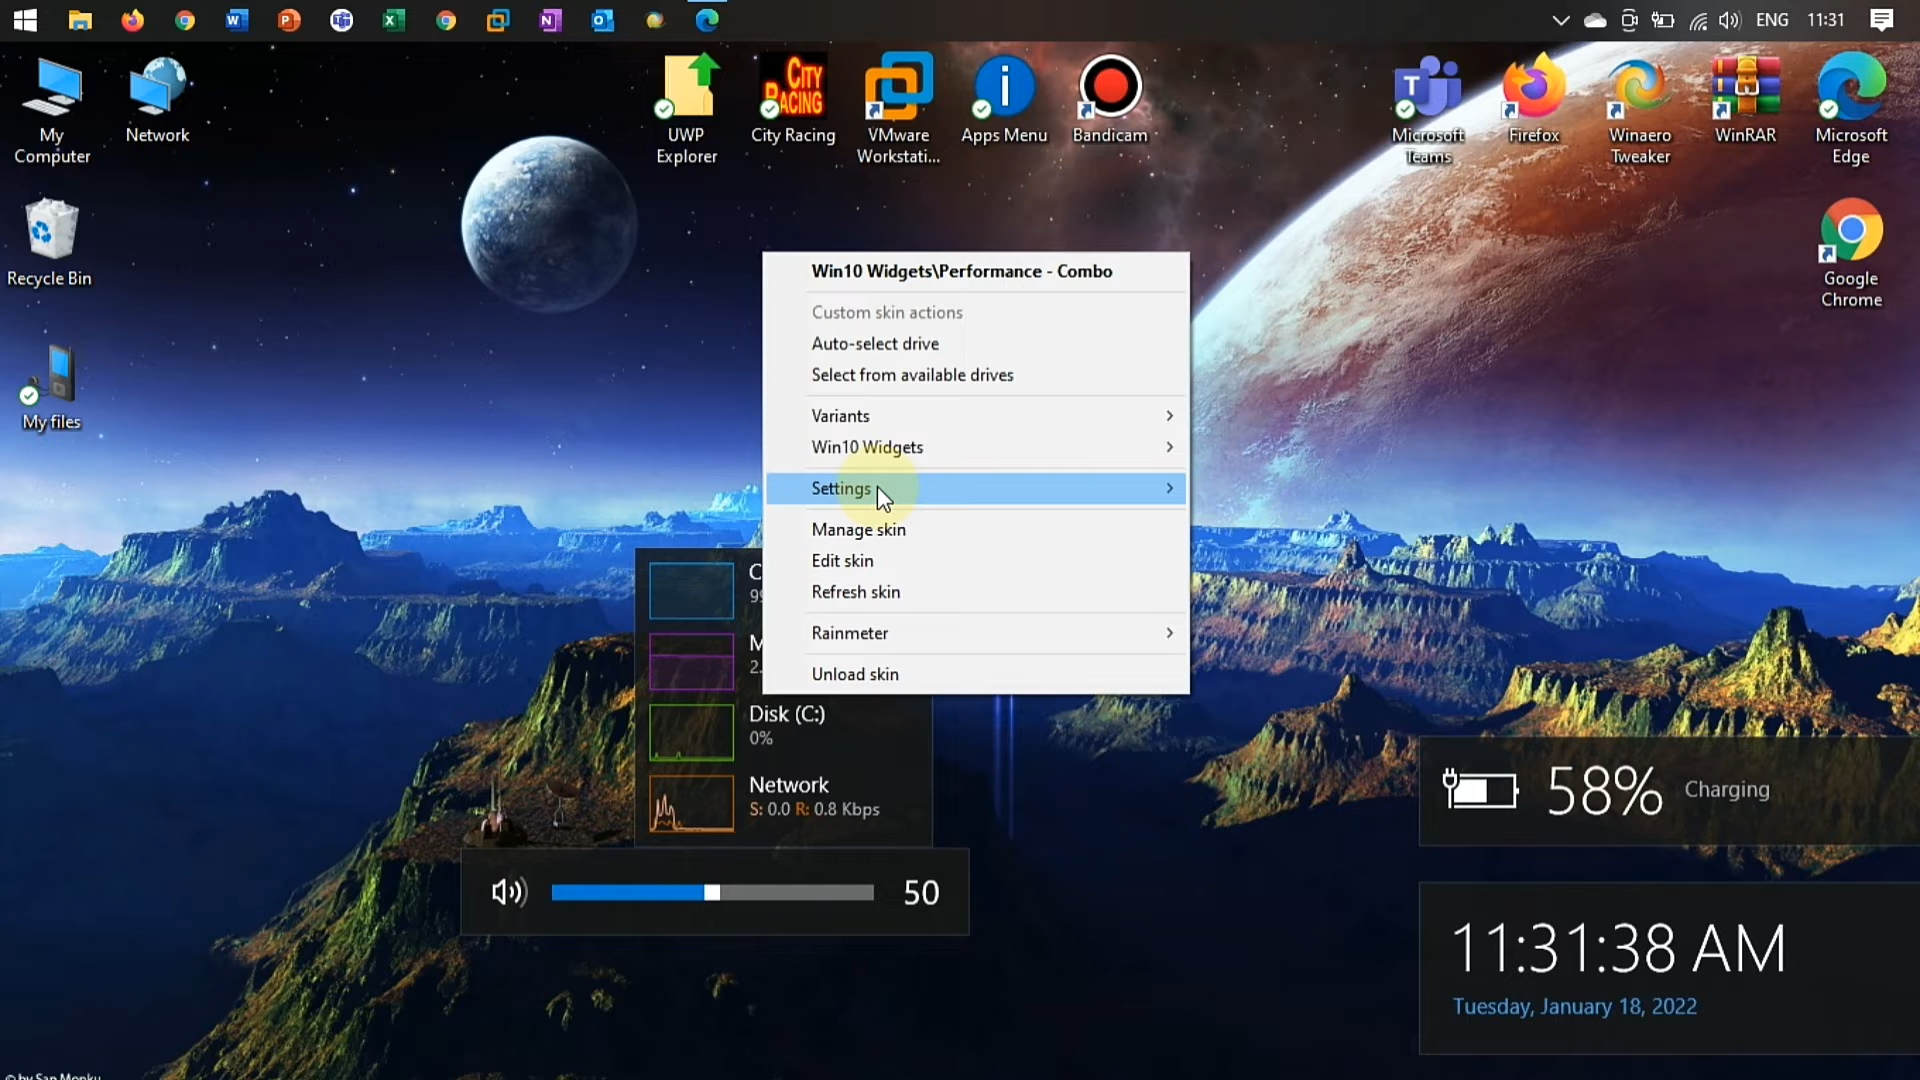 ENG
11:31
My
Computer
Network
Recycle Bin
My files
UWP
Explorer
CITY
RACING
City Racing
VMware
Workstati...
Apps Menu
Bandicam
Microsoft
Teams
Firefox
Winaero
Tweaker
WinRAR
Microsoft
Edge
Google
Chrome
Win10 Widgets\Performance - Combo
Custom skin actions
Auto-select drive
Select from available drives
Variants
Win10 Widgets
Settings
Manage skin
Edit skin
Refresh skin
Rainmeter
Unload skin
Disk (C:)
0%
Network
S: 0.0 R: 0.8 Kbps
50
58% Charging
11:31:38 AM
Tuesday, January 18, 2022